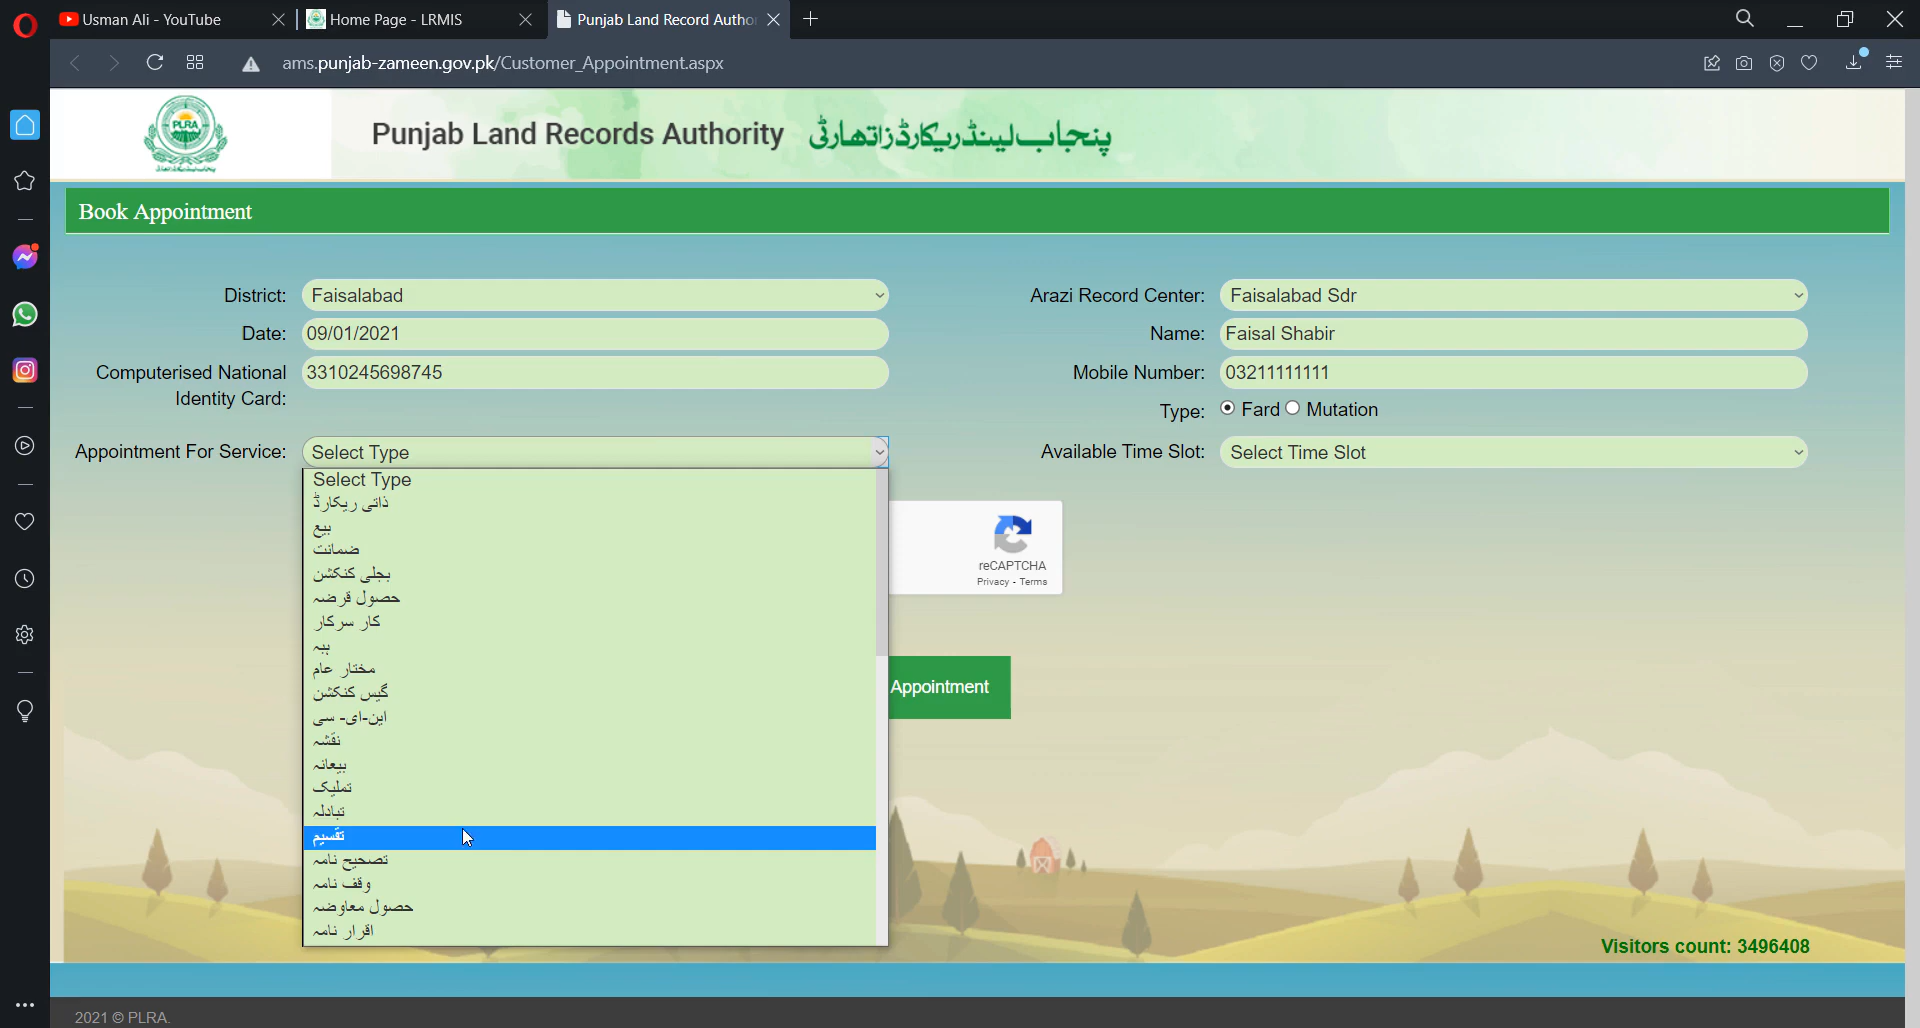 Usman Ali - YouTube
Home Page - LRMIS
Punjab Land Record Autho
ams.punjab-zameen.gov.pk/Customer_Appointment.aspx
PLRA
Punjab Land Records Authority
پنجاب لینڈ ریکارڈز اتھارٹی
Book Appointment
District: Faisalabad
Arazi Record Center: Faisalabad Sdr
Date: 09/01/2021
Name: Faisal Shabir
Computerised National
Identity Card:
3310245698745
Mobile Number: 03211111111
Type: Fard Mutation
Appointment For Service: Select Type
Available Time Slot: Select Time Slot
Select Type
ذاتی ریکارڈ
بیع
ضمانت
بجلی کنکشن
حصول قرضہ
کار سرکار
ہبہ
مختار عام
گیس کنکشن
این-ای- سی
نقشہ
بیعانہ
تملیک
تبادلہ
تقسیم
تصحیح نامہ
وقف نامہ
حصول معاوضہ
اقرار نامہ
reCAPTCHA
Privacy - Terms
Appointment
Visitors count: 3496408
2021 © PLRA.